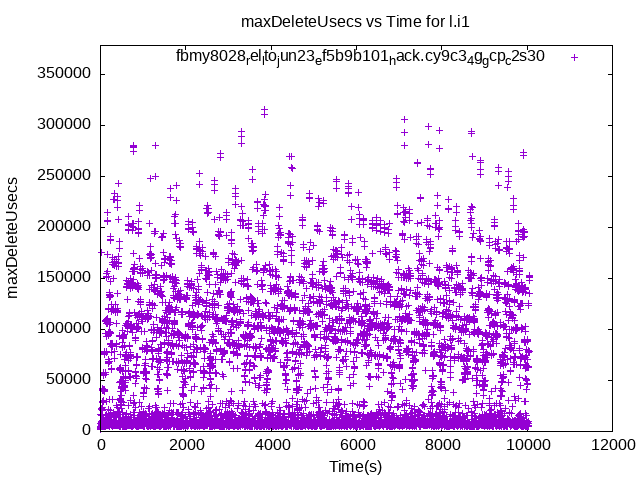 maxDeleteUsecs vs Time for l.i1
fbmy8028relltojun23ef5b9b101hack.cy9c34ggcpc2s30
350000
300000
250000
200000
150000
100000
50000
0
maxDeleteUsecs
0 2000 4000 6000 8000 10000 12000
Time(s)